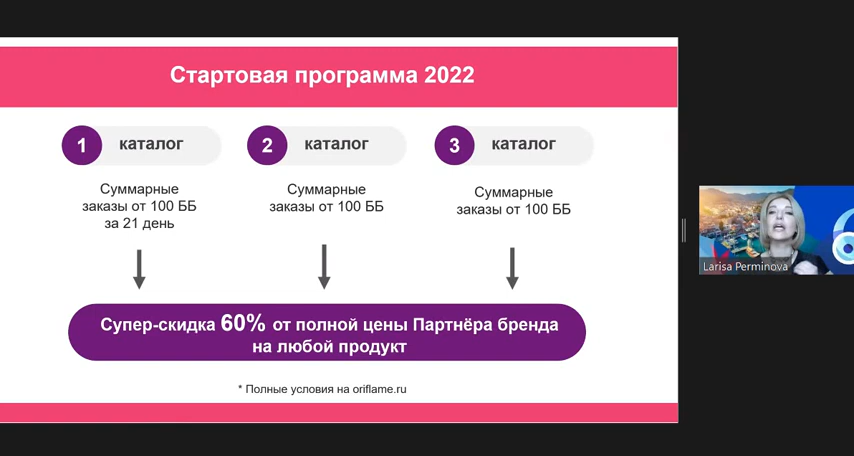 Стартовая программа 2022
1 каталог
2 каталог
3 каталог
Суммарные
заказы от 100 ББ
за 21 день
Суммарные
заказы от 100 ББ
Суммарные
заказы от 100 ББ
Супер-скидка 60% от полной цены Партнёра бренда
на любой продукт
* Полные условия на oriflame.ru
Larisa Perminova